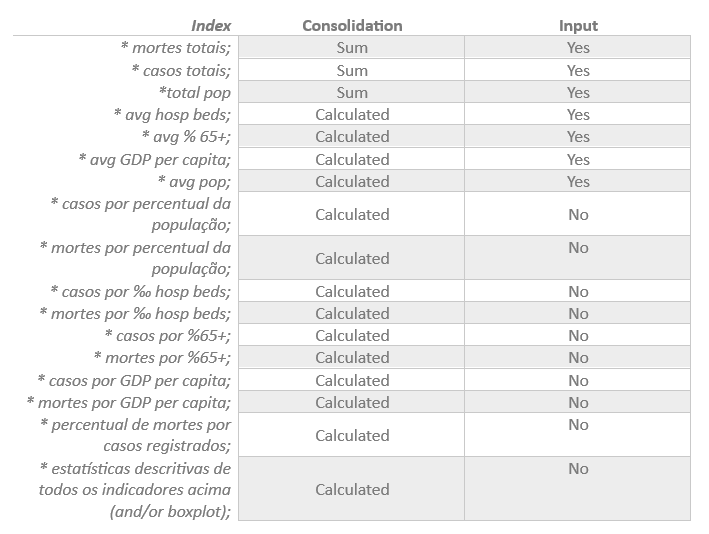 Index Consolidation Input
* mortes totais; Sum Yes
* casos totais; Sum Yes
*total pop Sum Yes
* avg hosp beds; Calculated Yes
* avg % 65+; Calculated Yes
* avg GDP per capita; Calculated Yes
* avg pop; Calculated Yes
* casos por percentual da
população; Calculated No
* mortes por percentual da
população; Calculated No
* casos por ‰ hosp beds; Calculated No
* mortes por ‰ hosp beds; Calculated No
* casos por %65+; Calculated No
* mortes por %65+; Calculated No
* casos por GDP per capita; Calculated No
* mortes por GDP per capita; Calculated No
* percentual de mortes por
casos registrados; Calculated No
* estatísticas descritivas de
todos os indicadores acima
(and/or boxplot); Calculated No